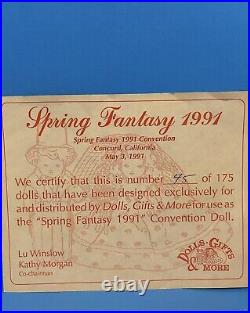 Spring Fantasy 1991
Spring Fantasy 1991 Convention
Concord, California
May 3, 1991
We certify that this is number 45 of 175
dolls that have been designed exclusively for
and distributed by Dolls, Gifts & More for use as
the "Spring Fantasy 1991" Convention Doll.
Lu Winslow
Kathy Morgan
Co-chairman
DOLLS·GIFTS
& MORE